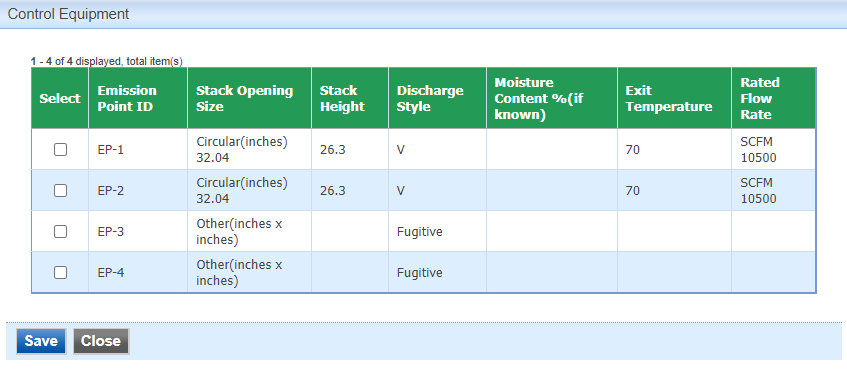 Control Equipment
1 - 4 of 4 displayed, total item(s)
Select Emission Point ID Stack Opening Size Stack Height Discharge Style Moisture Content %(if known) Exit Temperature Rated Flow Rate
EP-1 Circular(inches) 32.04 26.3 V 70 SCFM 10500
EP-2 Circular(inches) 32.04 26.3 V 70 SCFM 10500
EP-3 Other(inches x inches) Fugitive
EP-4 Other(inches x inches) Fugitive
Save Close